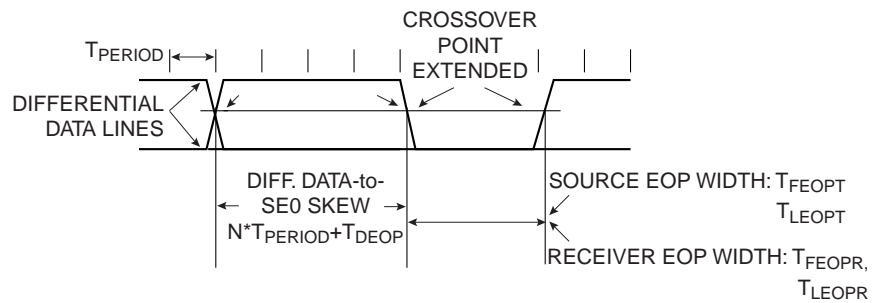 CROSSOVER
POINT
EXTENDED
TPERIOD
DIFFERENTIAL
DATA LINES
DIFF. DATA-to-
SE0 SKEW
N*TPERIOD+TDEOP
SOURCE EOP WIDTH: TFEOPT
TLEOPT
RECEIVER EOP WIDTH: TFEOPR,
TLEOPR